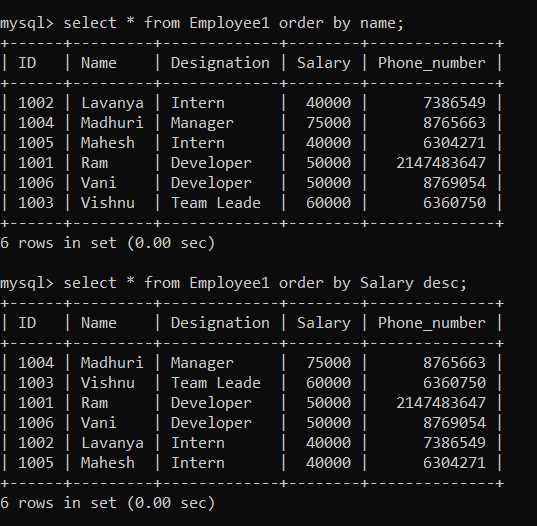 mysql> select * from Employee1 order by name;
+------+---------+-------------+--------+--------------+
| ID   | Name    | Designation | Salary | Phone_number |
+------+---------+-------------+--------+--------------+
| 1002 | Lavanya | Intern      |  40000 |      7386549 |
| 1004 | Madhuri | Manager     |  75000 |      8765663 |
| 1005 | Mahesh  | Intern      |  40000 |      6304271 |
| 1001 | Ram     | Developer   |  50000 |   2147483647 |
| 1006 | Vani    | Developer   |  50000 |      8769054 |
| 1003 | Vishnu  | Team Leade  |  60000 |      6360750 |
+------+---------+-------------+--------+--------------+
6 rows in set (0.00 sec)
mysql> select * from Employee1 order by Salary desc;
+------+---------+-------------+--------+--------------+
| ID   | Name    | Designation | Salary | Phone_number |
+------+---------+-------------+--------+--------------+
| 1004 | Madhuri | Manager     |  75000 |      8765663 |
| 1003 | Vishnu  | Team Leade  |  60000 |      6360750 |
| 1001 | Ram     | Developer   |  50000 |   2147483647 |
| 1006 | Vani    | Developer   |  50000 |      8769054 |
| 1002 | Lavanya | Intern      |  40000 |      7386549 |
| 1005 | Mahesh  | Intern      |  40000 |      6304271 |
+------+---------+-------------+--------+--------------+
6 rows in set (0.00 sec)